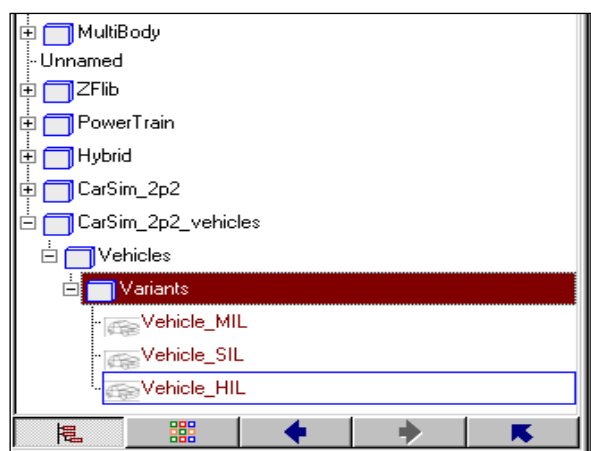 MultiBody
Unnamed
ZFlib
PowerTrain
Hybrid
CarSim_2p2
CarSim_2p2_vehicles
Vehicles
Variants
Vehicle_MIL
Vehicle_SIL
Vehicle_HIL